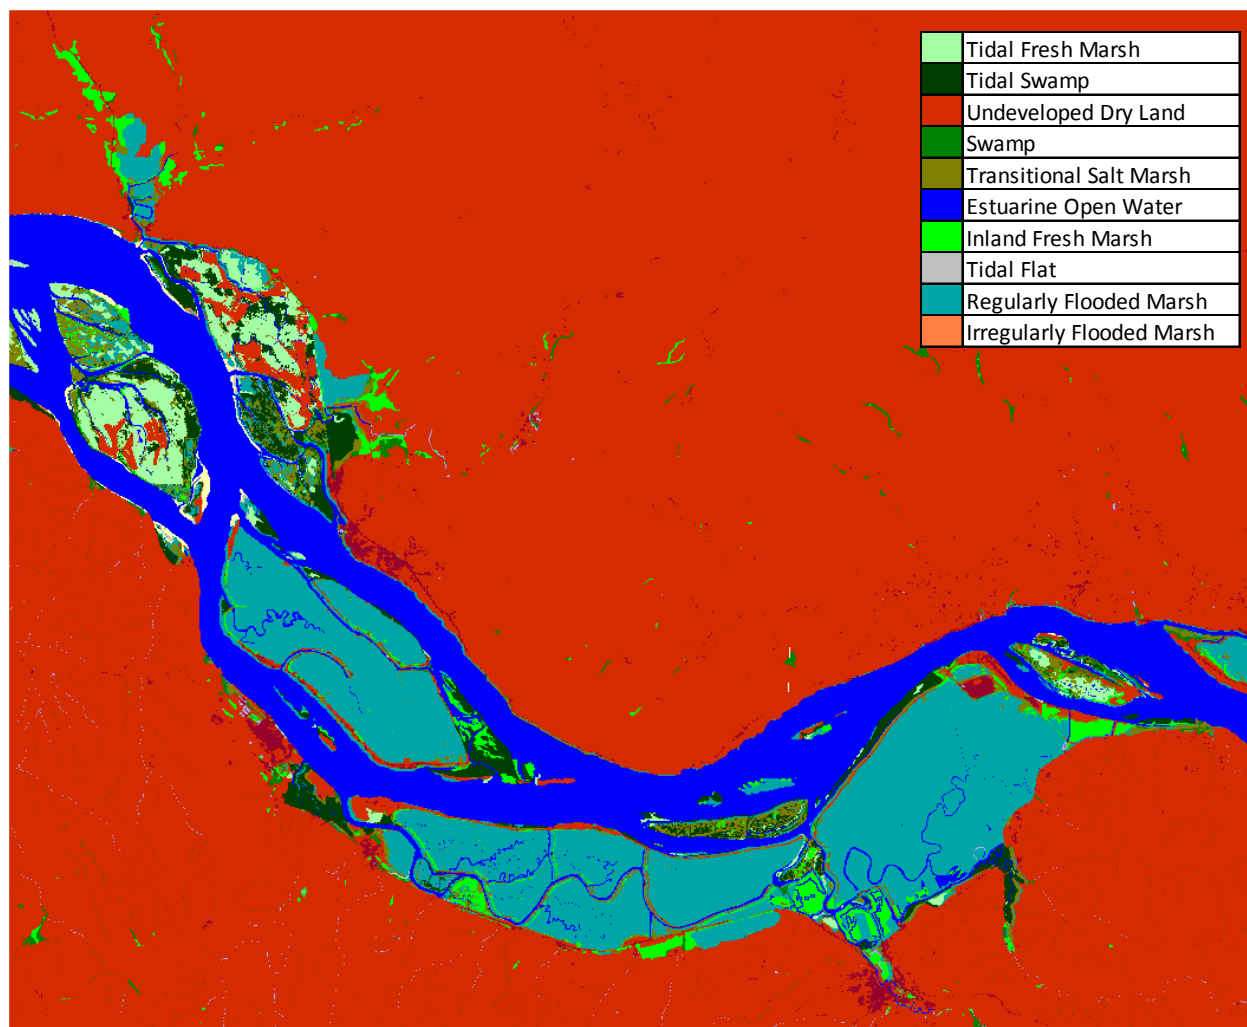 Tidal Fresh Marsh
Tidal Swamp
Undeveloped Dry Land
Swamp
Transitional Salt Marsh
Estuarine Open Water
Inland Fresh Marsh
Tidal Flat
Regularly Flooded Marsh
Irregularly Flooded Marsh